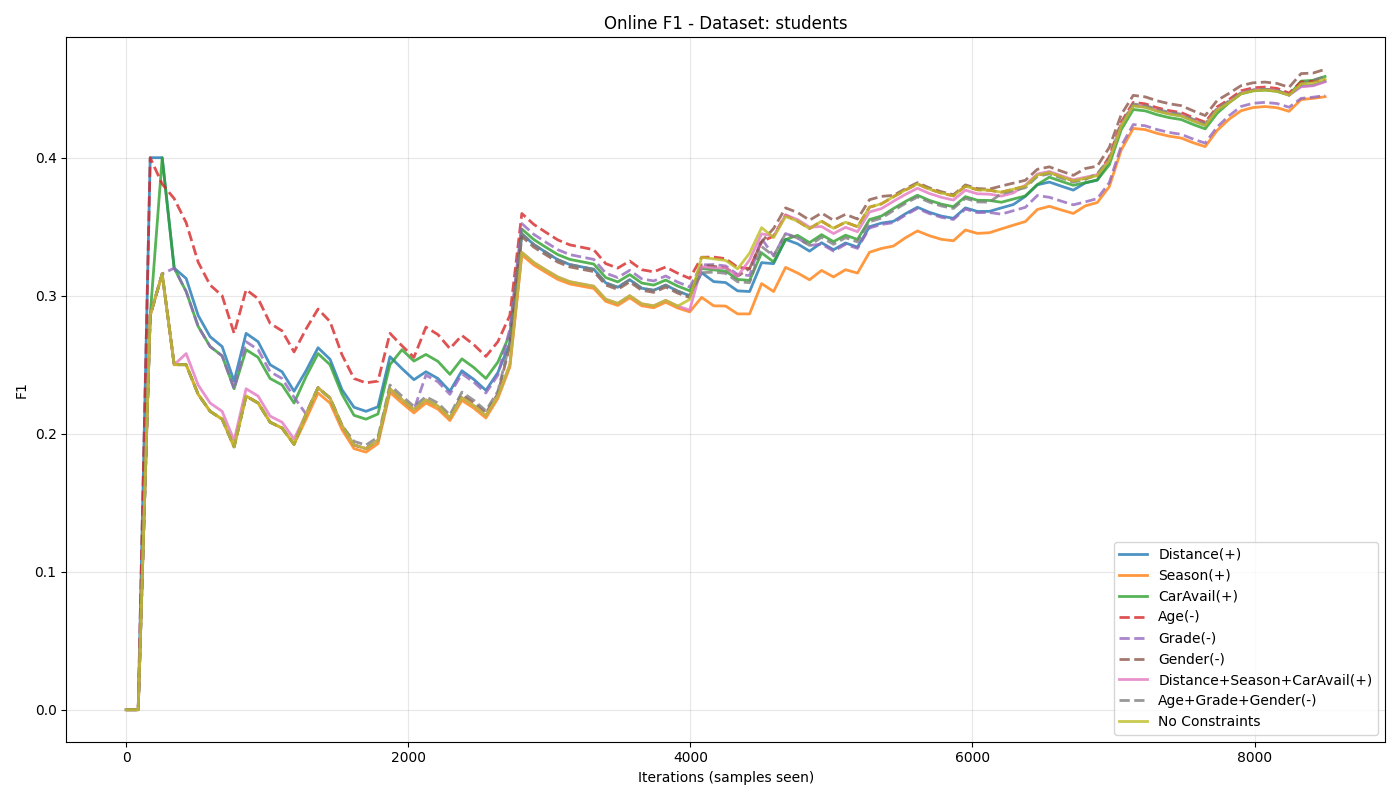 Online F1 - Dataset: students
F1
0.4
0.3
0.2
0.1
0.0
0
2000
4000
6000
8000
Iterations (samples seen)
Distance(+)
Season(+)
CarAvail(+)
Age(-)
Grade(-)
Gender(-)
Distance+Season+CarAvail(+)
Age+Grade+Gender(-)
No Constraints